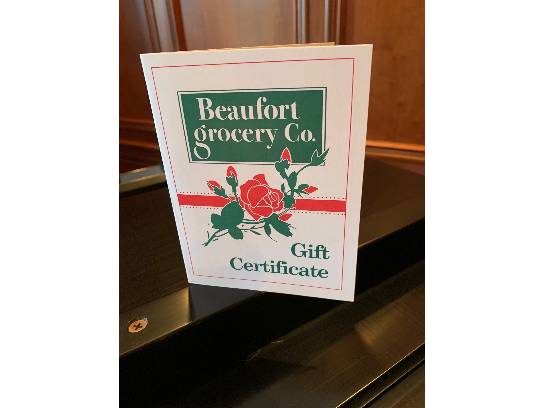 Beaufort
grocery Co.
Gift
Certificate